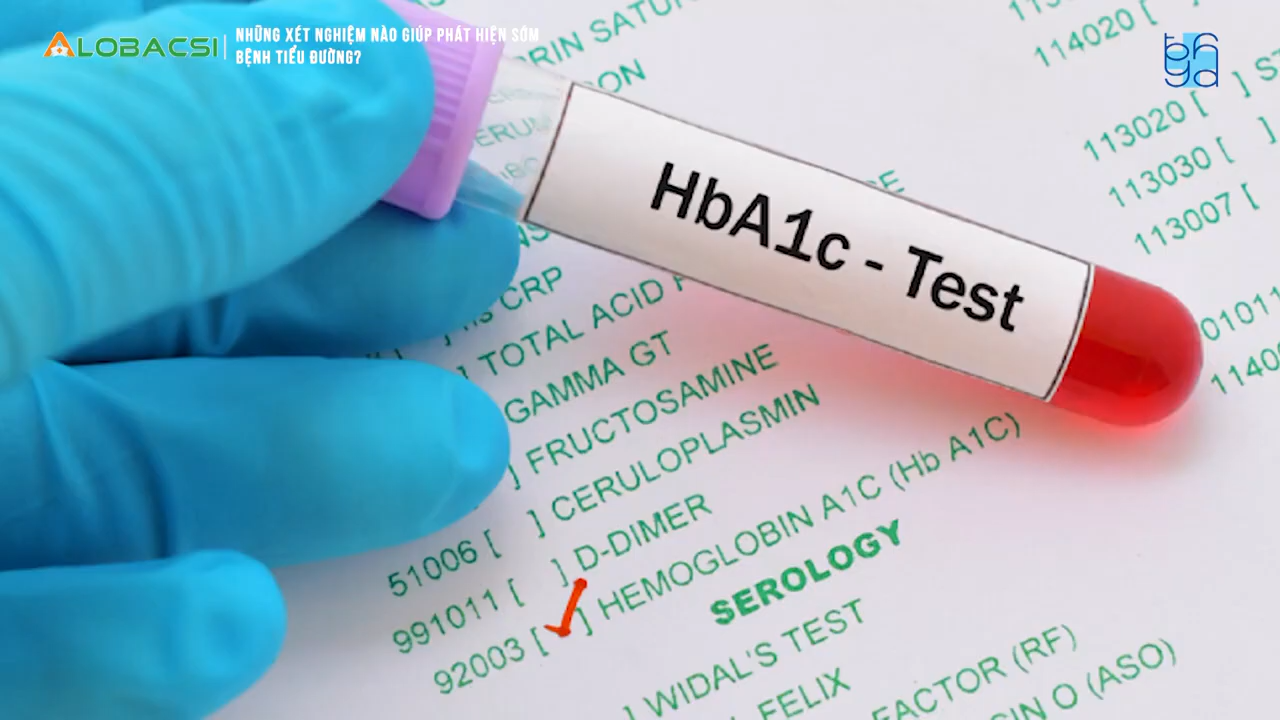 ALOBACSI
NHỮNG XÉT NGHIỆM NÀO GIÚP PHÁT HIỆN SỚM
BỆNH TIỂU ĐƯỜNG?
HbA1c - Test
114020 [
113020 [ ]
113030 [ ]
113007 [
CRP
] TOTAL ACID
GAMMA GT
] FRUCTOSAMINE
51006 [ ] CERULOPLASMIN
991011 [ ] D-DIMER
92003 [✓] HEMOGLOBIN A1C (Hb A1C)
SEROLOGY
] WIDAL'S TEST
FELIX
FACTOR (RF)
O (ASO)